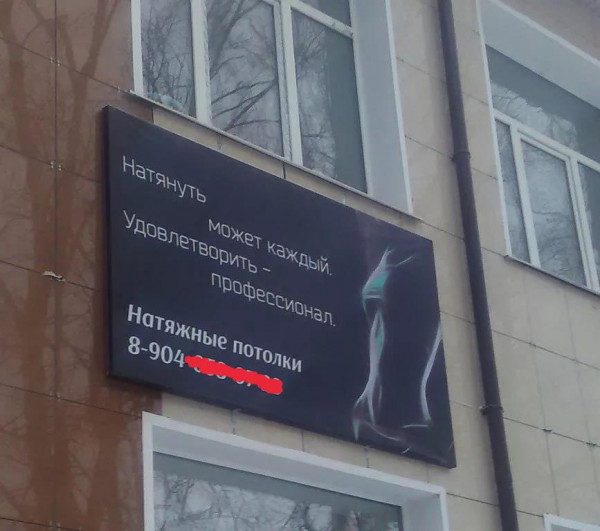 Натянуть
может каждый.
Удовлетворить –
профессионал.
Натяжные потолки
8-904-